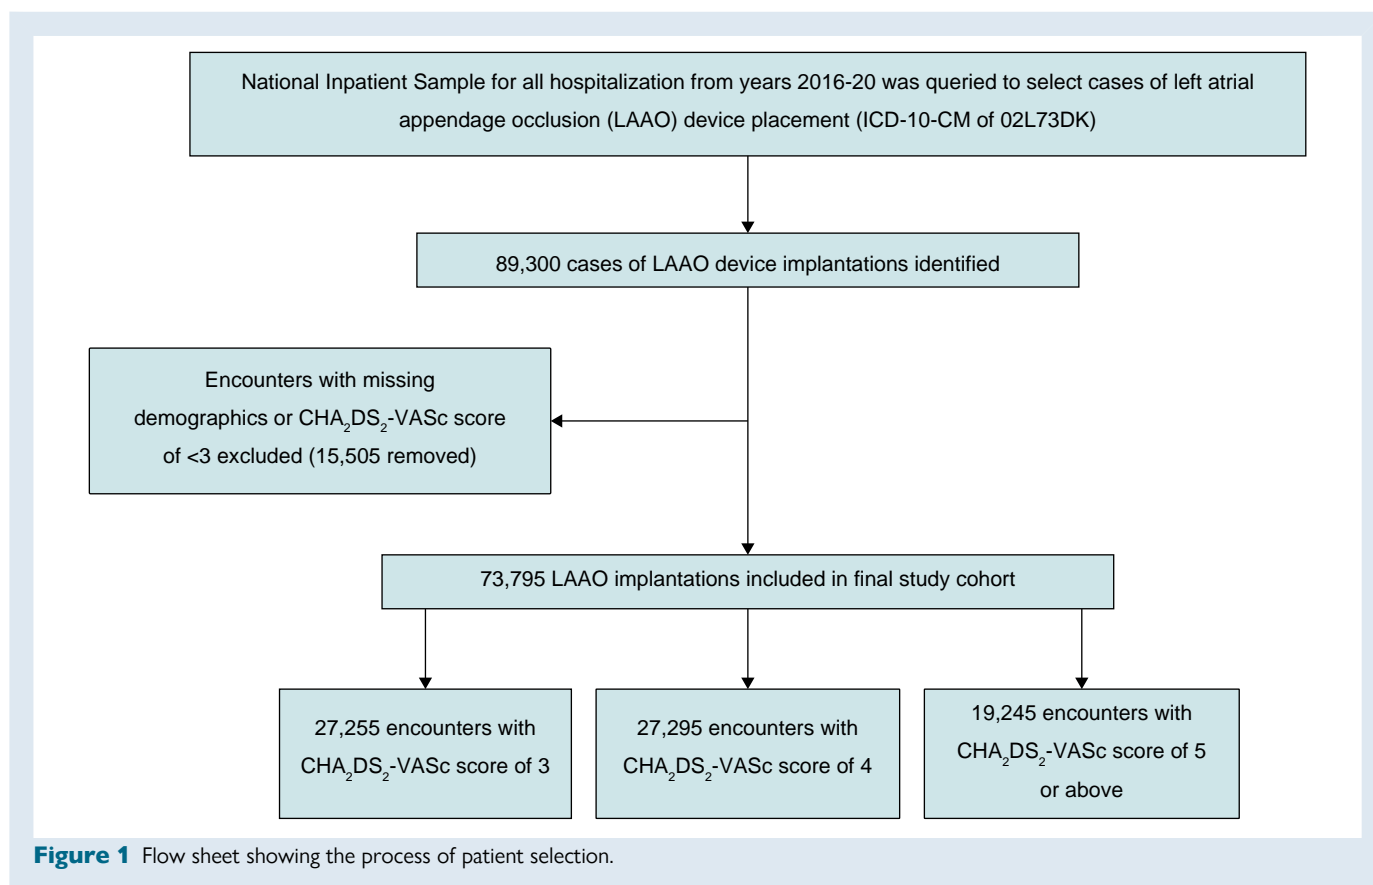 National Inpatient Sample for all hospitalization from years 2016-20 was queried to select cases of left atrial
appendage occlusion (LAAO) device placement (ICD-10-CM of 02L73DK)
89,300 cases of LAAO device implantations identified
Encounters with missing
demographics or CHA₂DS₂-VASc score
of <3 excluded (15,505 removed)
73,795 LAAO implantations included in final study cohort
27,255 encounters with
CHA₂DS₂-VASc score of 3
27,295 encounters with
CHA₂DS₂-VASc score of 4
19,245 encounters with
CHA₂DS₂-VASc score of 5
or above
Figure 1 Flow sheet showing the process of patient selection.